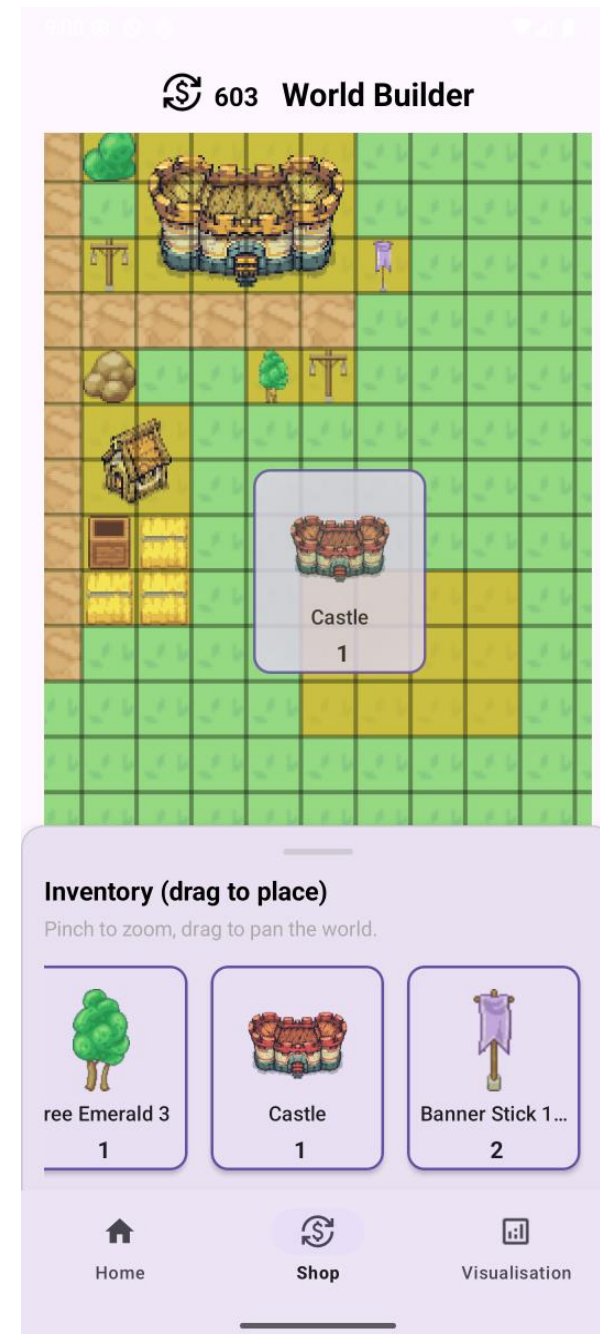 603 World Builder
Castle
1
Inventory (drag to place)
Pinch to zoom, drag to pan the world.
ree Emerald 3
1
Castle
1
Banner Stick 1...
2
Home
Shop
Visualisation